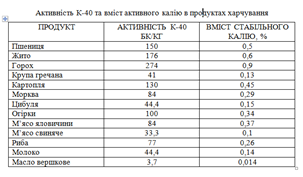 Активність К-40 та вміст активного калію в продуктах харчування
ПРОДУКТ АКТИВНІСТЬ К-40 БК/КГ ВМІСТ СТАБІЛЬНОГО КАЛІЮ, %
Пшениця 150 0,5
Жито 176 0,6
Горох 274 0,9
Крупа гречана 41 0,13
Картопля 130 0,45
Морква 84 0,29
Цибуля 44,4 0,15
Огірки 100 0,34
М'ясо яловичини 84 0,37
М'ясо свиняче 33,3 0,1
Риба 77 0,26
Молоко 44,4 0,14
Масло вершкове 3,7 0,014